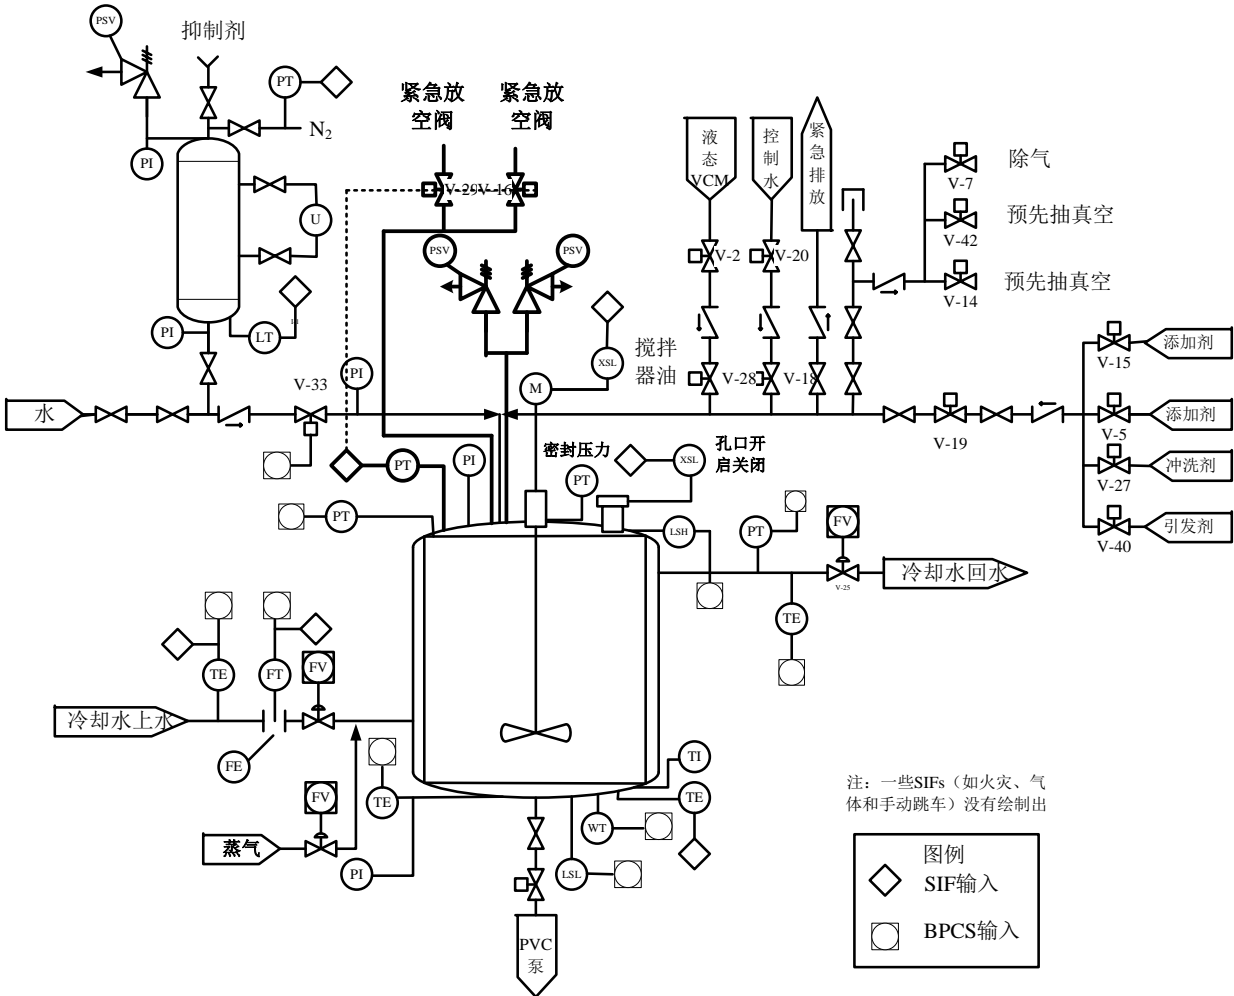 PSV
抑制剂
PT
N2
PI
U
PI
LT
紧急放
空阀
紧急放
空阀
V-29
V-16
PSV
PSV
液
态
VCM
控
制
水
紧
急
排
放
V-2
V-20
V-28
V-18
V-7
除气
V-42
预先抽真空
V-14
预先抽真空
V-15
添加剂
V-5
添加剂
V-27
冲洗剂
V-40
引发剂
V-19
水
V-33
PI
M
XSL
搅拌
器油
PT
PI
密封压力
PT
XSL
孔口开
启关闭
PT
LSH
PT
FV
V-25
冷却水回水
TE
TE
FT
FV
冷却水上水
FE
FV
蒸气
TE
PI
TI
TE
WT
LSL
PVC
泵
注:一些SIFs(如火灾、气
体和手动跳车)没有绘制出
图例
SIF输入
BPCS输入